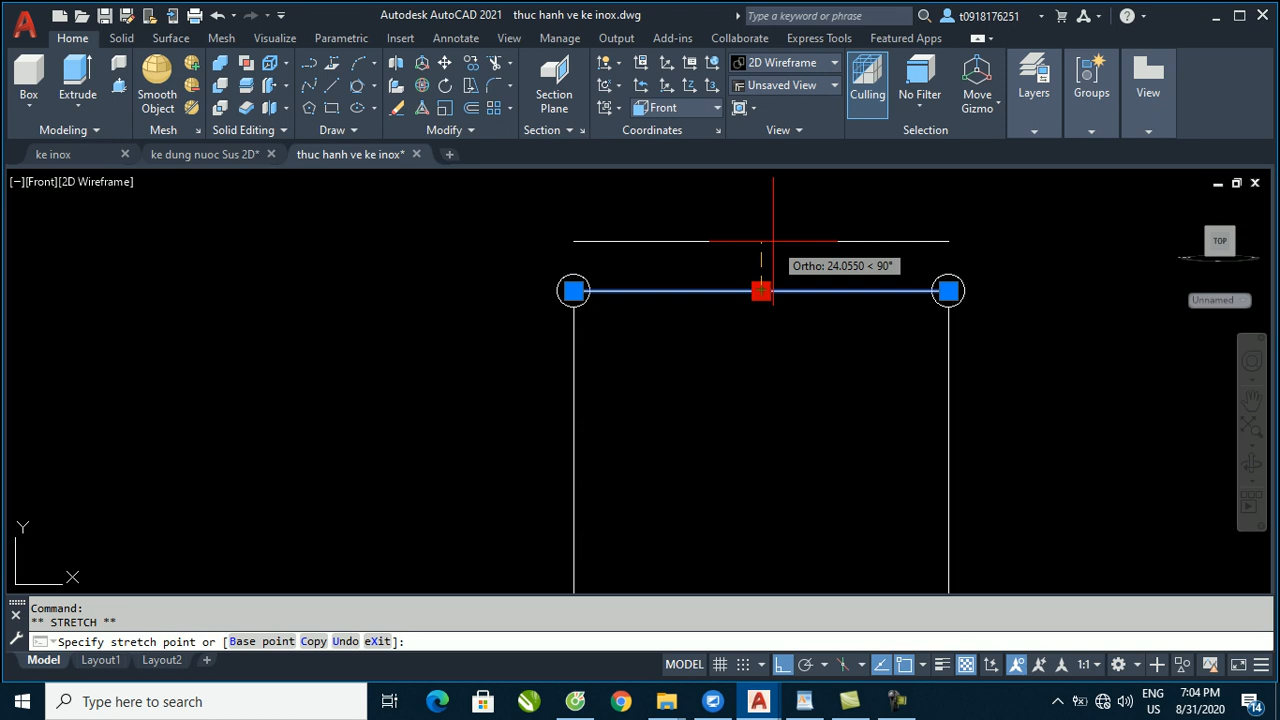 Autodesk AutoCAD 2021 thuc hanh ve ke inox.dwg
Type a keyword or phrase
t0918176251
Home Solid Surface Mesh Visualize Parametric Insert Annotate View Manage Output Add-ins Collaborate Express Tools Featured Apps
2D Wireframe
Unsaved View
Front
Box
Extrude
Smooth
Object
Section
Plane
Culling
No Filter
Move
Gizmo
Layers
Groups
View
Modeling
Mesh
Solid Editing
Draw
Modify
Section
Coordinates
View
Selection
ke inox
ke dung nuoc Sus 2D*
thuc hanh ve ke inox*
[−][Front][2D Wireframe]
TOP
Ortho: 24.0550 < 90°
Unnamed
Y
X
Command:
** STRETCH **
Specify stretch point or [Base point Copy Undo eXit]:
Model Layout1 Layout2
MODEL
1:1
Type here to search
A
ENG
US
7:04 PM
8/31/2020
14